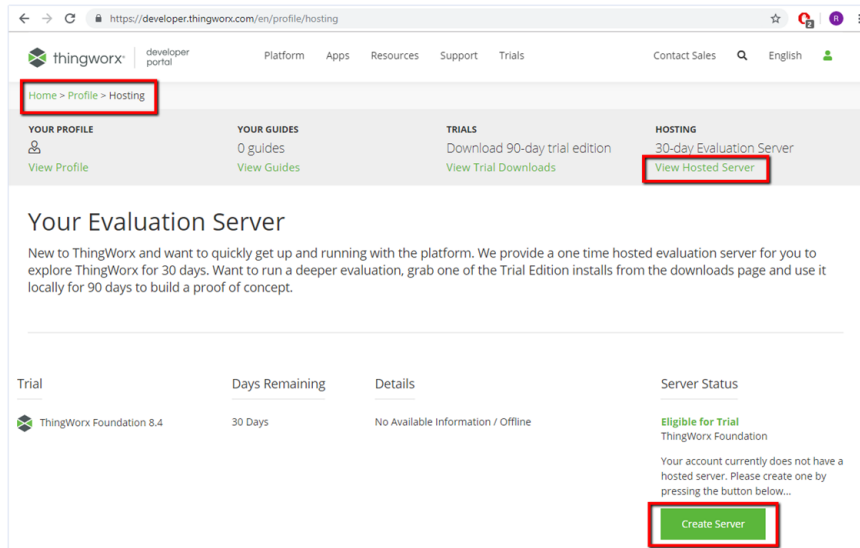 https://developer.thingworx.com/en/profile/hosting
2
R
thingworx
developer
portal
Platform Apps Resources Support Trials Contact Sales English
Home > Profile > Hosting
YOUR PROFILE YOUR GUIDES TRIALS HOSTING
0 guides Download 90-day trial edition 30-day Evaluation Server
View Profile View Guides View Trial Downloads View Hosted Server
Your Evaluation Server
New to ThingWorx and want to quickly get up and running with the platform. We provide a one time hosted evaluation server for you to
explore ThingWorx for 30 days. Want to run a deeper evaluation, grab one of the Trial Edition installs from the downloads page and use it
locally for 90 days to build a proof of concept.
Trial Days Remaining Details Server Status
ThingWorx Foundation 8.4 30 Days No Available Information / Offline Eligible for Trial
ThingWorx Foundation
Your account currently does not have a
hosted server. Please create one by
pressing the button below...
Create Server